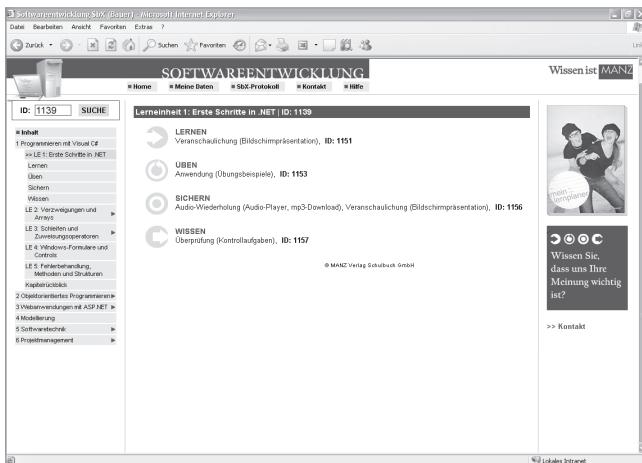 Softwareentwicklung SbX (Bauer) - Microsoft Internet Explorer
Datei Bearbeiten Ansicht Favoriten Extras ?
Zurück Suchen Favoriten
SOFTWAREENTWICKLUNG
Wissen ist MANZ
Home Meine Daten SbX-Protokoll Kontakt Hilfe
ID: 1139 SUCHE
Inhalt
1 Programmieren mit Visual C#
>> LE 1: Erste Schritte in .NET
Lernen
Üben
Sichern
Wissen
LE 2: Verzweigungen und
Arrays
LE 3: Schleifen und
Zuweisungsoperatoren
LE 4: Windows-Formulare und
Controls
LE 5: Fehlerbehandlung,
Methoden und Strukturen
Kapitelrückblick
2 Objektorientiertes Programmieren
3 Webanwendungen mit ASP.NET
4 Modellierung
5 Softwaretechnik
6 Projektmanagement
Lerneinheit 1: Erste Schritte in .NET | ID: 1139
LERNEN
Veranschaulichung (Bildschirmpräsentation), ID: 1151
ÜBEN
Anwendung (Übungsbeispiele), ID: 1153
SICHERN
Audio-Wiederholung (Audio-Player, mp3-Download), Veranschaulichung (Bildschirmpräsentation), ID: 1156
WISSEN
Überprüfung (Kontrollaufgaben), ID: 1157
© MANZ Verlag Schulbuch GmbH
mein
lernplaner
Wissen Sie,
dass uns Ihre
Meinung wichtig
ist?
>> Kontakt
Lokales Intranet